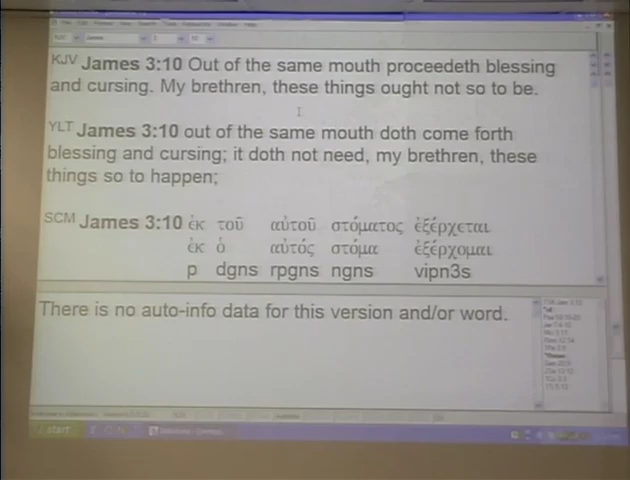 KJV James 3:10 Out of the same mouth proceedeth blessing
and cursing. My brethren, these things ought not so to be.
YLT James 3:10 out of the same mouth doth come forth
blessing and cursing; it doth not need, my brethren, these
things so to happen;
SCM James 3:10 ἐκ τοῦ αὐτοῦ στόματος ἐξέρχεται
ἐκ ὁ αὐτός στόμα ἐξέρχομαι
p dgns rpgns ngns vipn3s
There is no auto-info data for this version and/or word.
start